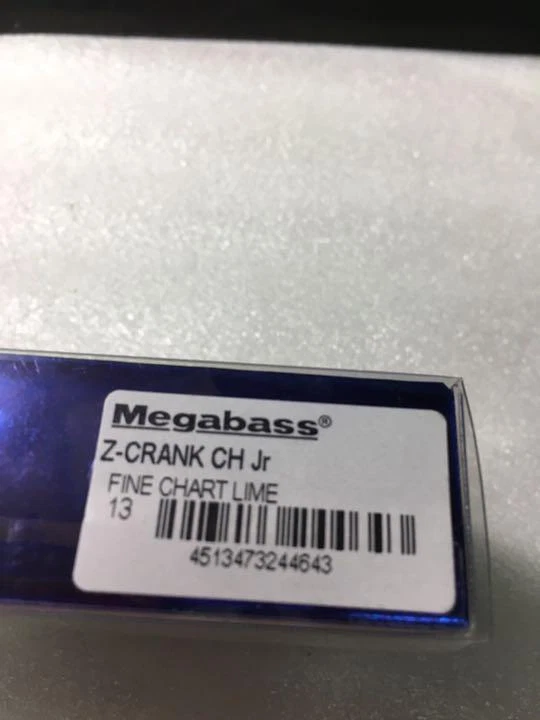 Megabass®
Z-CRANK CH Jr
FINE CHART LIME
13
4513473244643